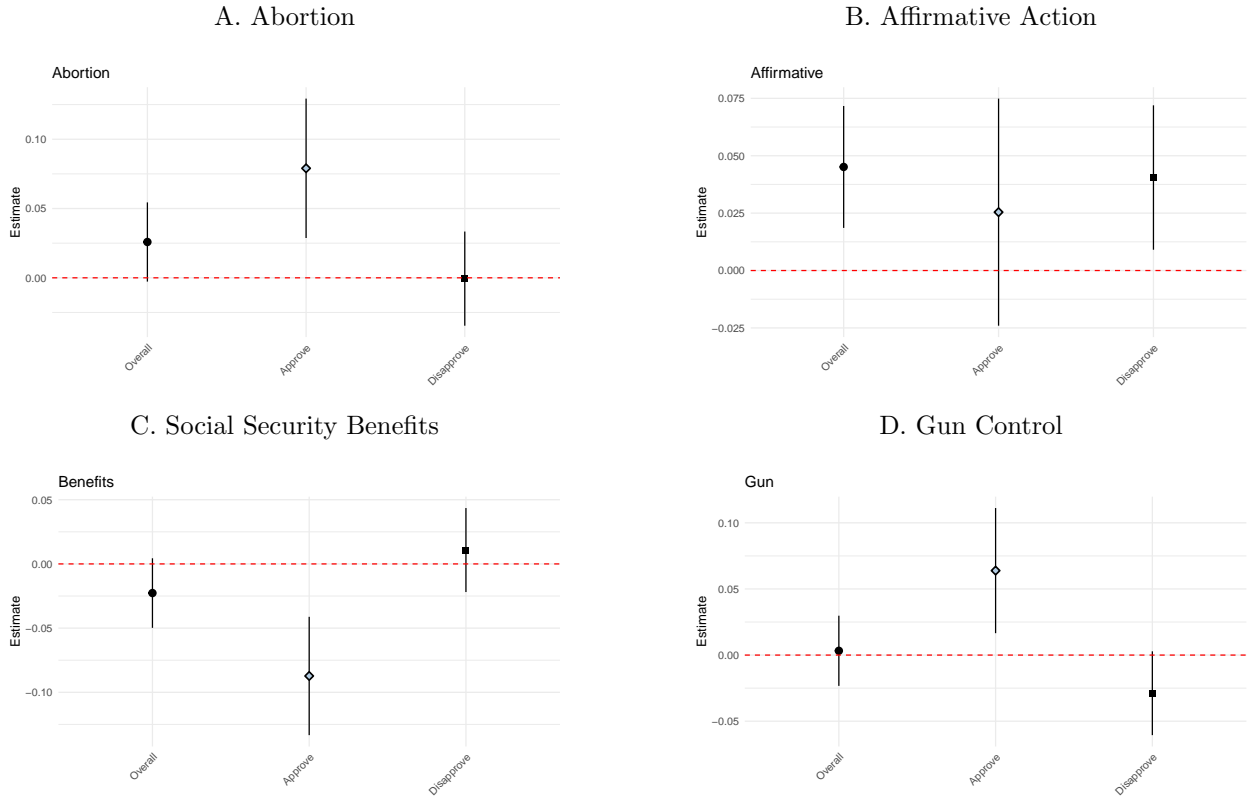 A. Abortion
Abortion
Estimate
0.10
0.05
0.00
Overall
Approve
Disapprove
B. Affirmative Action
Affirmative
Estimate
0.075
0.050
0.025
0.000
−0.025
Overall
Approve
Disapprove
C. Social Security Benefits
Benefits
Estimate
0.05
0.00
−0.05
−0.10
Overall
Approve
Disapprove
D. Gun Control
Gun
Estimate
0.10
0.05
0.00
−0.05
Overall
Approve
Disapprove